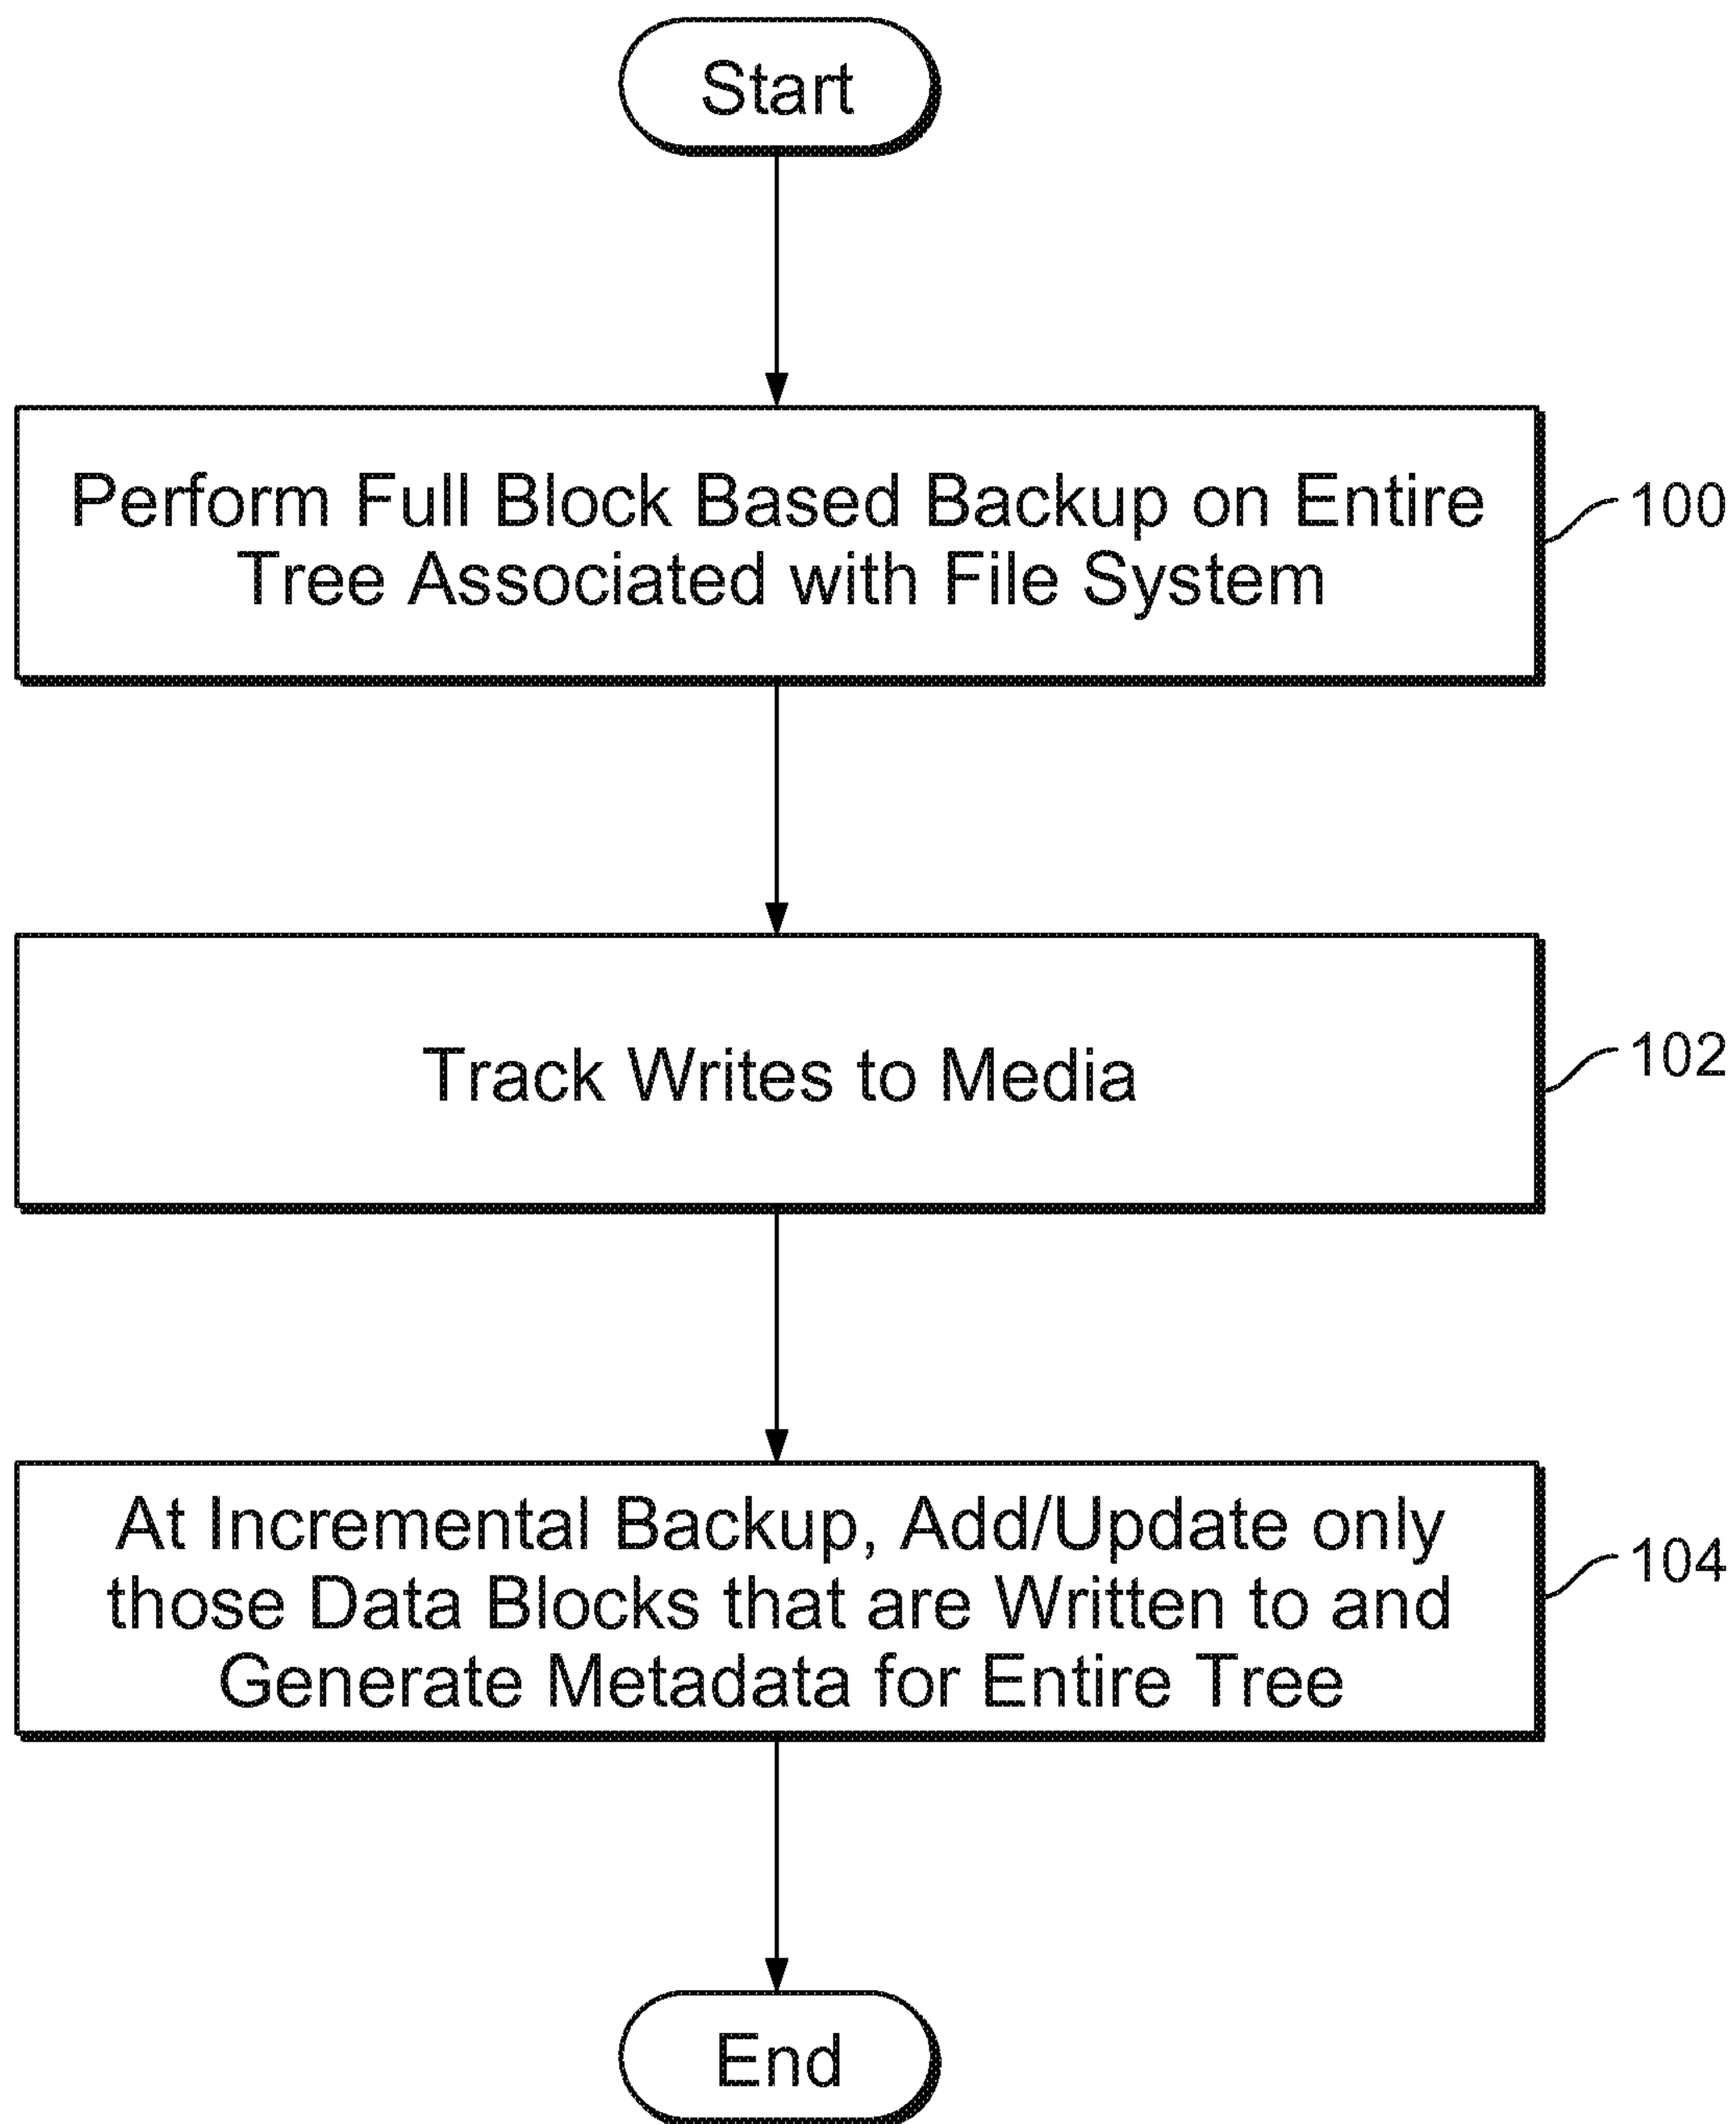 Start
Perform Full Block Based Backup on Entire
Tree Associated with File System
100
Track Writes to Media
102
At Incremental Backup, Add/Update only
those Data Blocks that are Written to and
Generate Metadata for Entire Tree
104
End